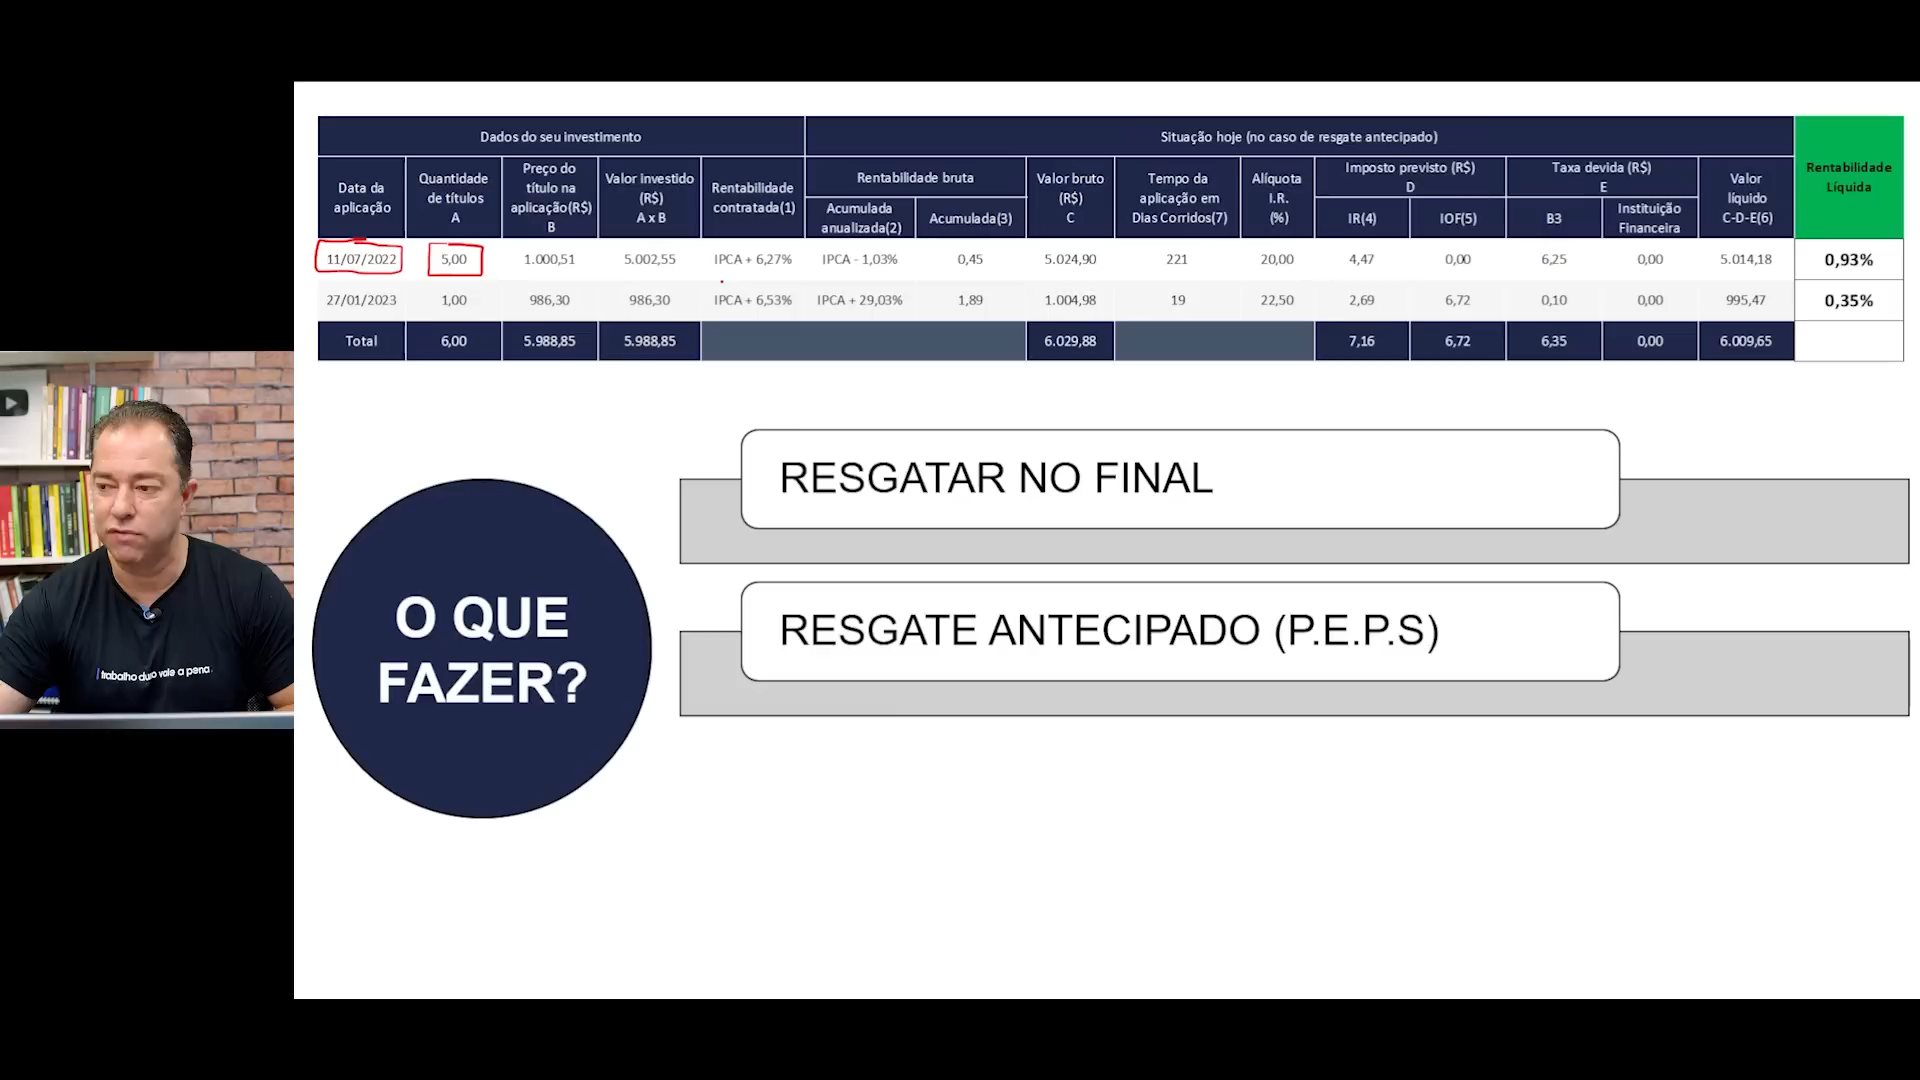 Dados do seu investimento
Situação hoje (no caso de resgate antecipado)
Rentabilidade
Líquida
Data da
aplicação
Quantidade
de títulos
A
Preço do
título na
aplicação(R$)
B
Valor investido
(R$)
A x B
Rentabilidade
contratada(1)
Rentabilidade bruta
Acumulada
anualizada(2)
Acumulada(3)
Valor bruto
(R$)
C
Tempo da
aplicação em
Dias Corridos(7)
Alíquota
I.R.
(%)
Imposto previsto (R$)
D
IR(4)
IOF(5)
Taxa devida (R$)
E
B3
Instituição
Financeira
Valor
líquido
C-D-E(6)
11/07/2022 5,00 1.000,51 5.002,55 IPCA + 6,27% IPCA - 1,03% 0,45 5.024,90 221 20,00 4,47 0,00 6,25 0,00 5.014,18 0,93%
27/01/2023 1,00 986,30 986,30 IPCA + 6,53% IPCA + 29,03% 1,89 1.004,98 19 22,50 2,69 6,72 0,10 0,00 995,47 0,35%
Total 6,00 5.988,85 5.988,85 6.029,88 7,16 6,72 6,35 0,00 6.009,65
RESGATAR NO FINAL
O QUE
FAZER?
RESGATE ANTECIPADO (P.E.P.S)
trabalho duro vale a pena.